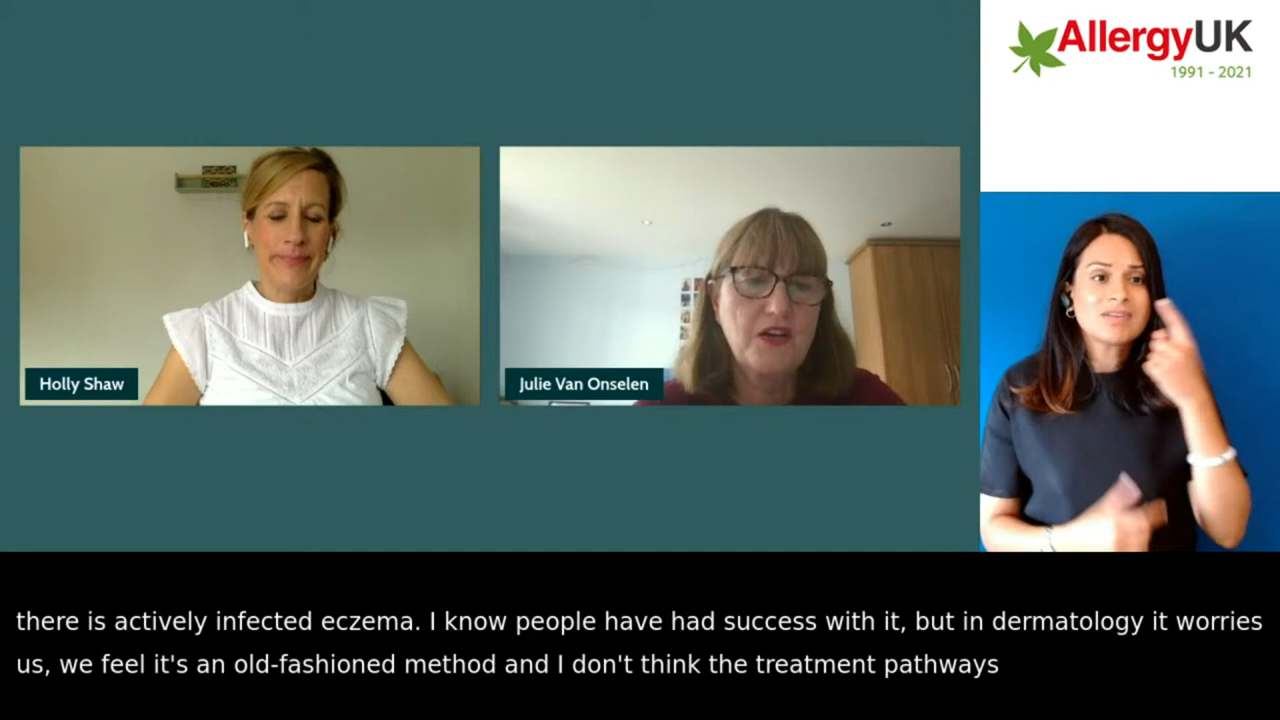 AllergyUK
1991 - 2021
Holly Shaw
Julie Van Onselen
there is actively infected eczema. I know people have had success with it, but in dermatology it worries
us, we feel it's an old-fashioned method and I don't think the treatment pathways